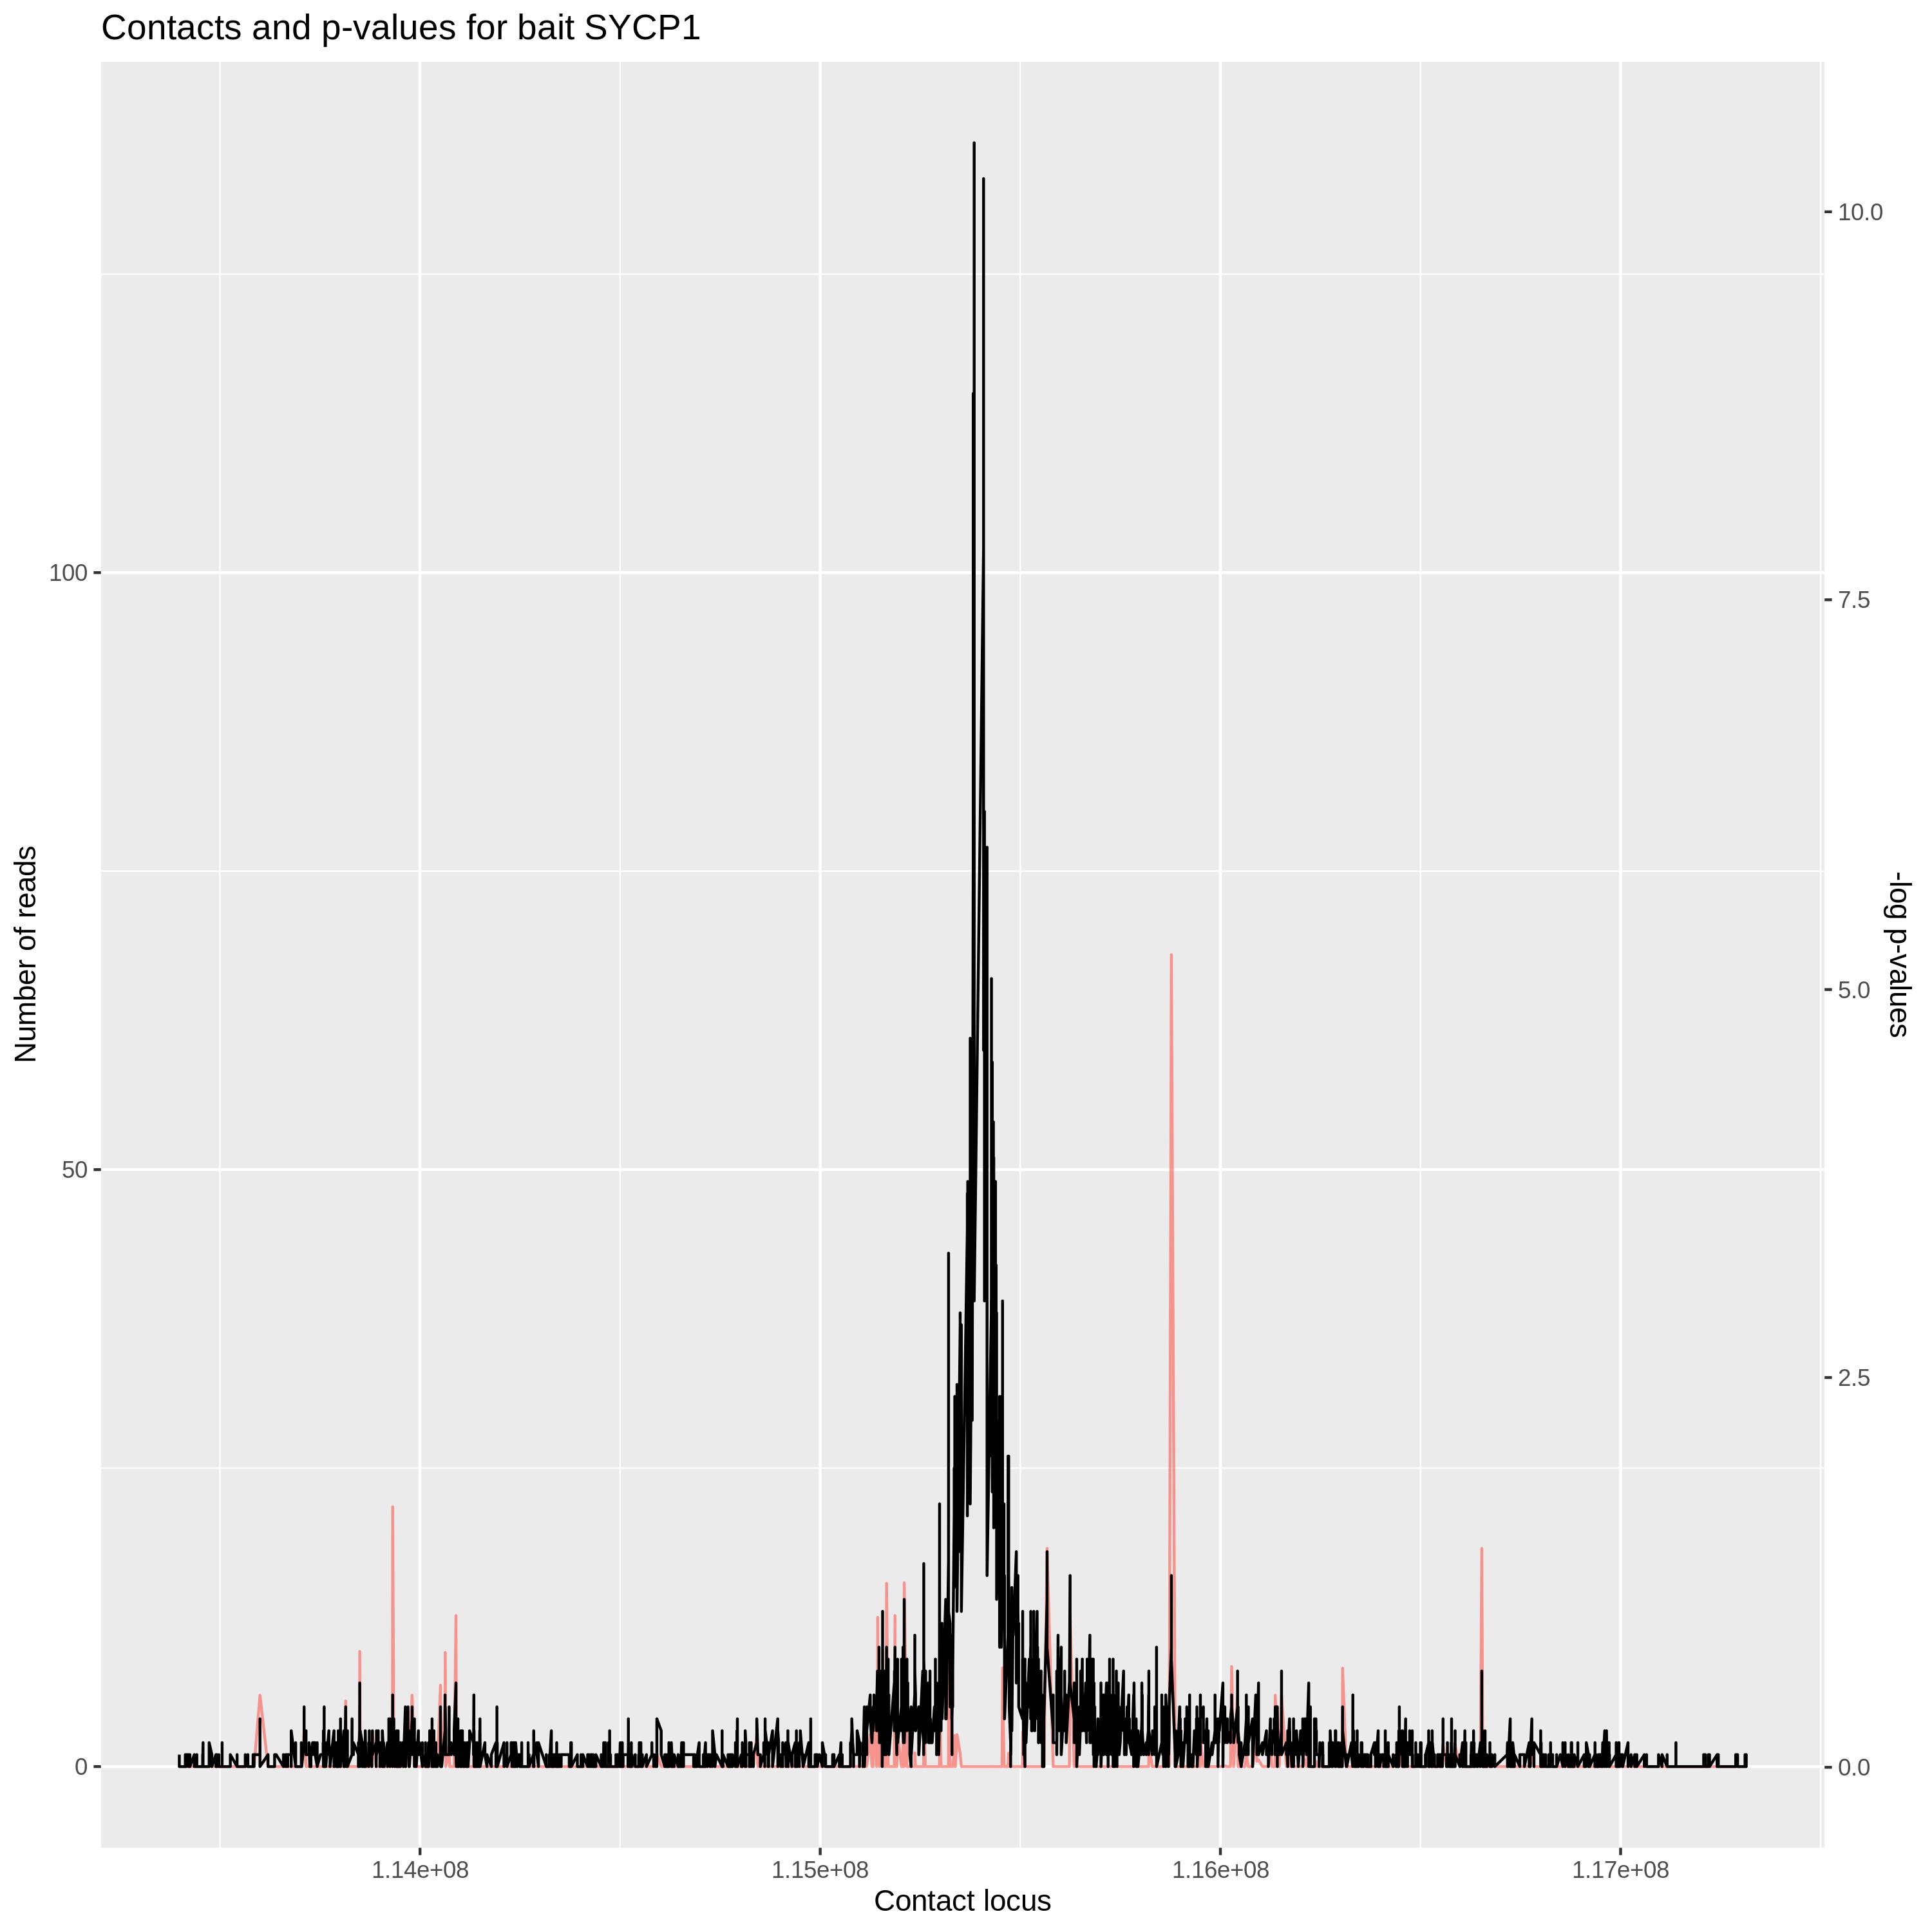 Contacts and p-values for bait SYCP1
10.0
100
7.5
Number of reads
-log p-values
5.0
50
2.5
0
0.0
1.14e+08
1.15e+08
1.16e+08
1.17e+08
Contact locus